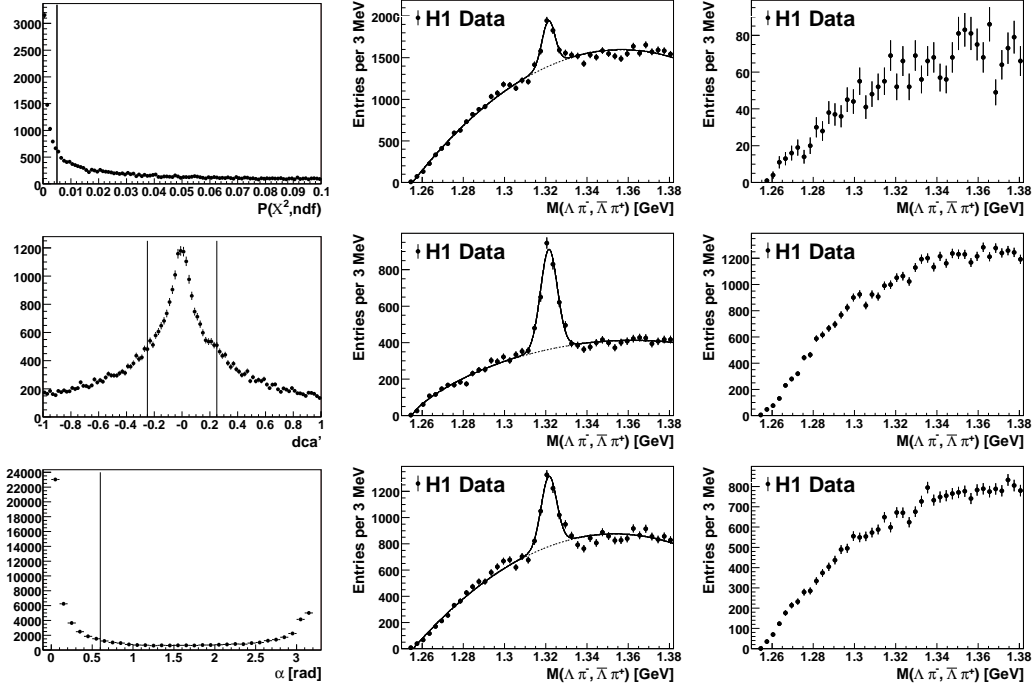 3000
2500
2000
1500
1000
500
0
0.01 0.02 0.03 0.04 0.05 0.06 0.07 0.08 0.09 0.1
P(χ²,ndf)
Entries per 3 MeV
2000
1500
1000
500
0
H1 Data
1.26 1.28 1.3 1.32 1.34 1.36 1.38
M(Λ π⁻, Λ̅ π⁺) [GeV]
Entries per 3 MeV
80
60
40
20
0
H1 Data
1.26 1.28 1.3 1.32 1.34 1.36 1.38
M(Λ π⁻, Λ̅ π⁺) [GeV]
1200
1000
800
600
400
200
0
-1 -0.8 -0.6 -0.4 -0.2 -0 0.2 0.4 0.6 0.8 1
dca'
Entries per 3 MeV
800
600
400
200
0
H1 Data
1.26 1.28 1.3 1.32 1.34 1.36 1.38
M(Λ π⁻, Λ̅ π⁺) [GeV]
Entries per 3 MeV
1200
1000
800
600
400
200
0
H1 Data
1.26 1.28 1.3 1.32 1.34 1.36 1.38
M(Λ π⁻, Λ̅ π⁺) [GeV]
24000
22000
20000
18000
16000
14000
12000
10000
8000
6000
4000
2000
0
0 0.5 1 1.5 2 2.5 3
α [rad]
Entries per 3 MeV
1200
1000
800
600
400
200
0
H1 Data
1.26 1.28 1.3 1.32 1.34 1.36 1.38
M(Λ π⁻, Λ̅ π⁺) [GeV]
Entries per 3 MeV
800
700
600
500
400
300
200
100
0
H1 Data
1.26 1.28 1.3 1.32 1.34 1.36 1.38
M(Λ π⁻, Λ̅ π⁺) [GeV]